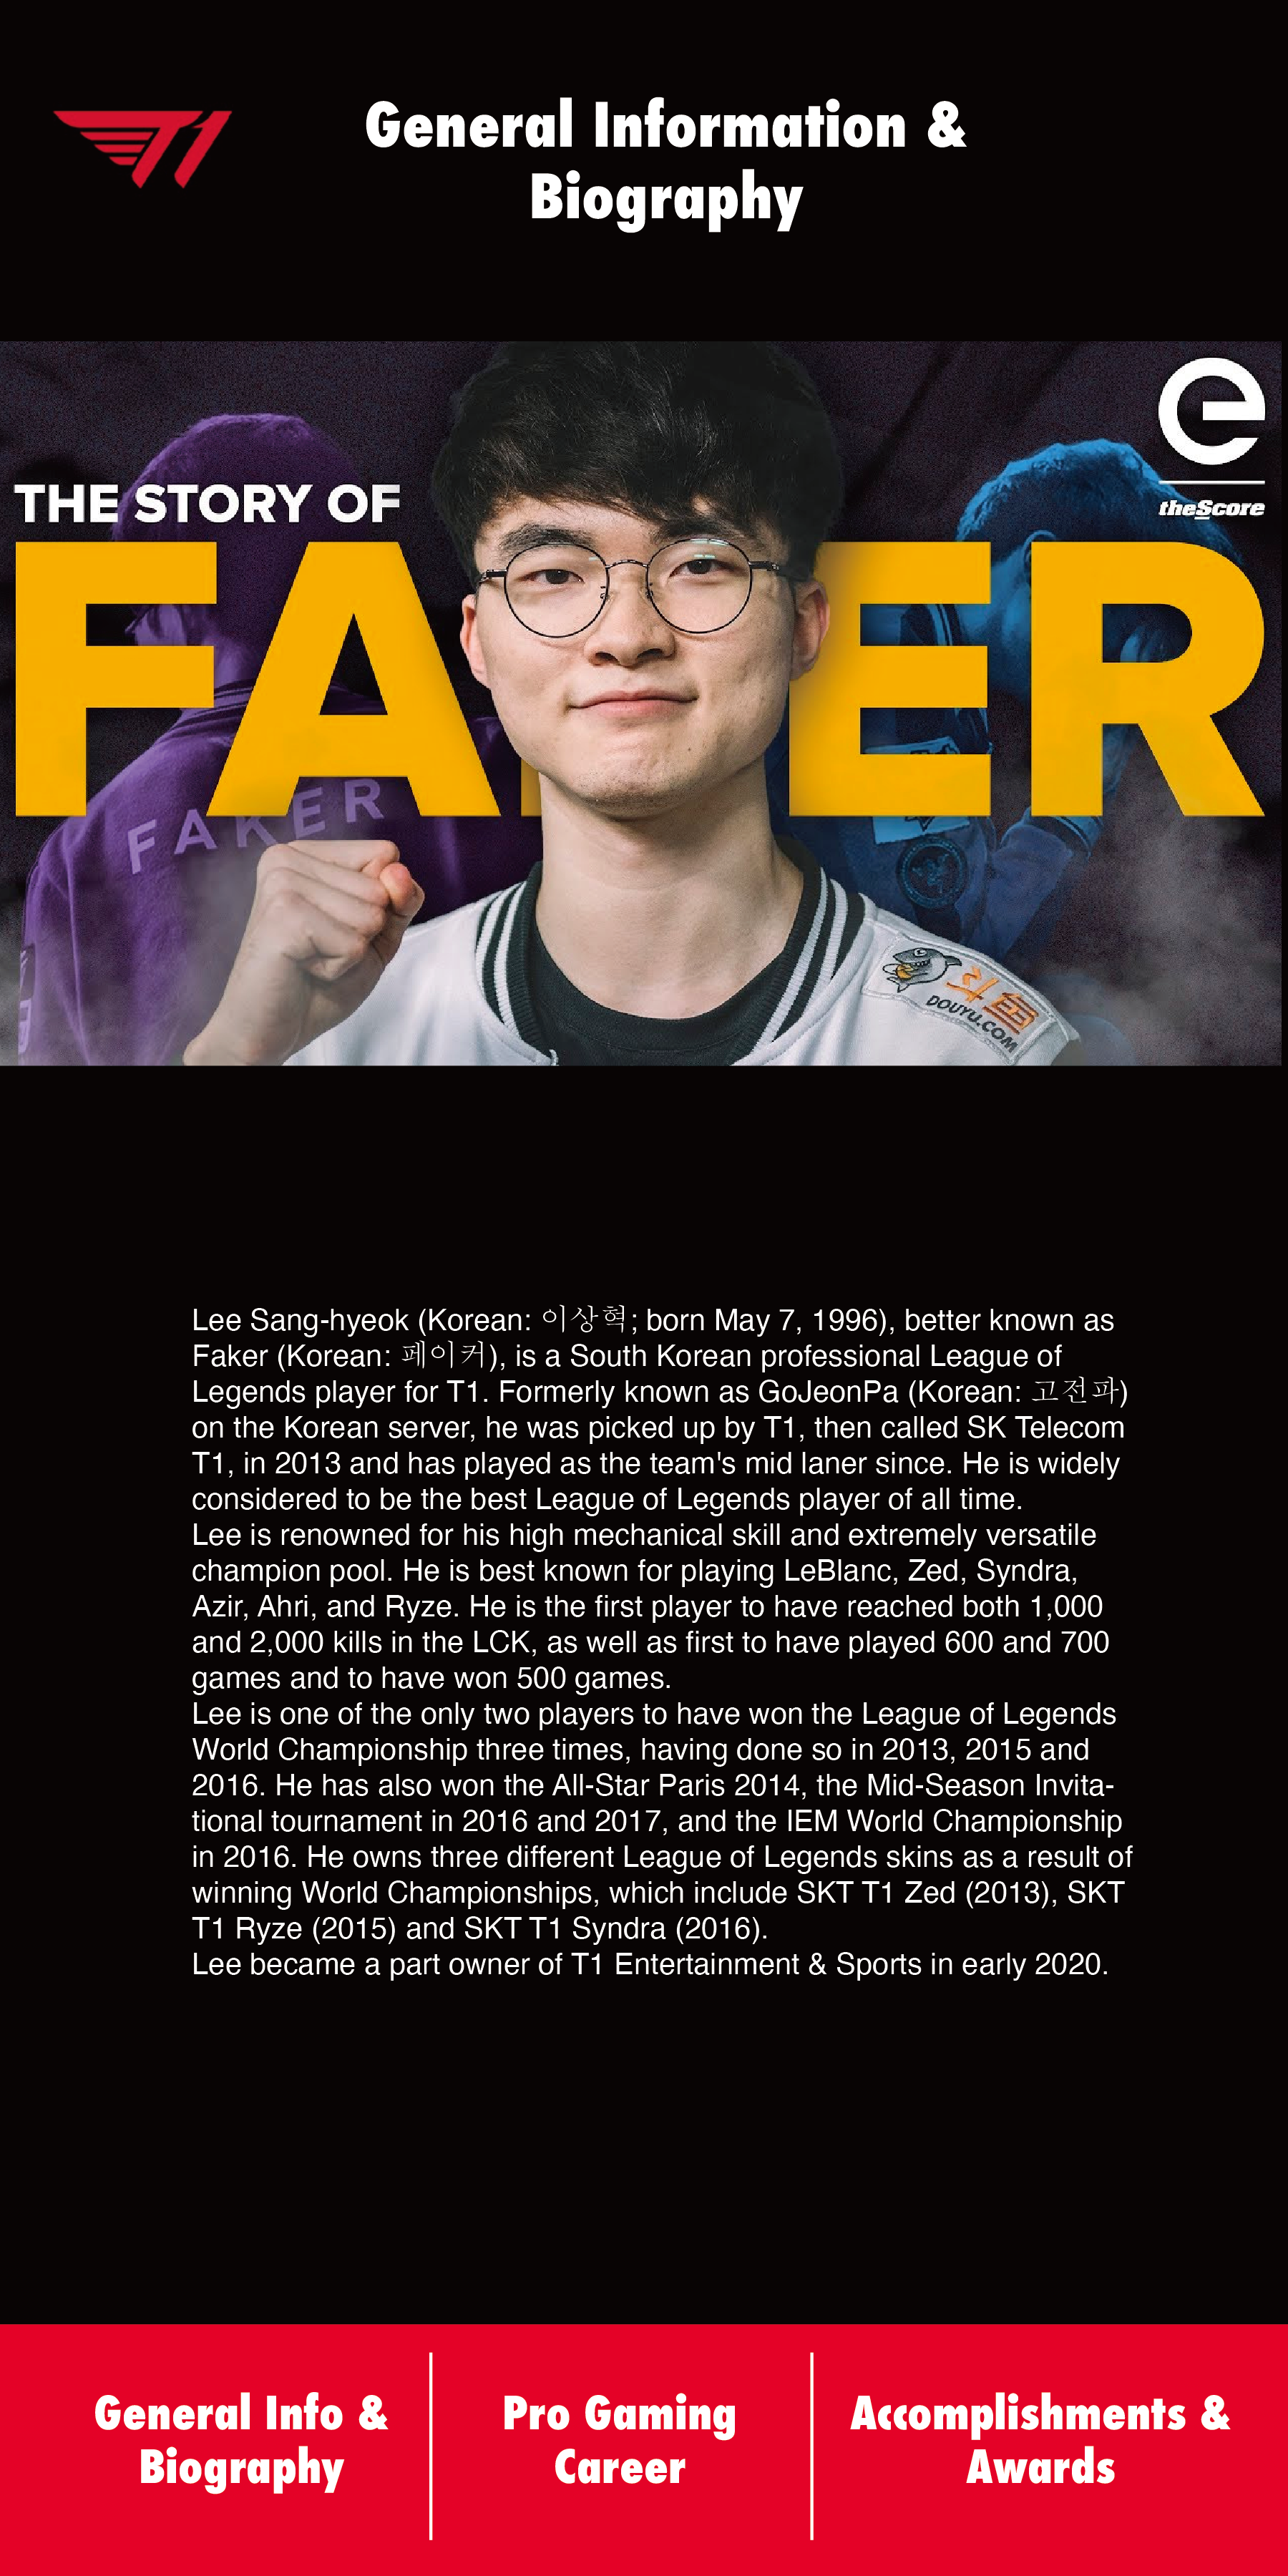 T1
General Information &
Biography
e
theScore
THE STORY OF
FAKER
FAKER
斗鱼
DOUYU.COM
Lee Sang-hyeok (Korean: 이상혁; born May 7, 1996), better known as
Faker (Korean: 페이커), is a South Korean professional League of
Legends player for T1. Formerly known as GoJeonPa (Korean: 고전파)
on the Korean server, he was picked up by T1, then called SK Telecom
T1, in 2013 and has played as the team's mid laner since. He is widely
considered to be the best League of Legends player of all time.
Lee is renowned for his high mechanical skill and extremely versatile
champion pool. He is best known for playing LeBlanc, Zed, Syndra,
Azir, Ahri, and Ryze. He is the first player to have reached both 1,000
and 2,000 kills in the LCK, as well as first to have played 600 and 700
games and to have won 500 games.
Lee is one of the only two players to have won the League of Legends
World Championship three times, having done so in 2013, 2015 and
2016. He has also won the All-Star Paris 2014, the Mid-Season Invita-
tional tournament in 2016 and 2017, and the IEM World Championship
in 2016. He owns three different League of Legends skins as a result of
winning World Championships, which include SKT T1 Zed (2013), SKT
T1 Ryze (2015) and SKT T1 Syndra (2016).
Lee became a part owner of T1 Entertainment & Sports in early 2020.
General Info &
Biography
Pro Gaming
Career
Accomplishments &
Awards